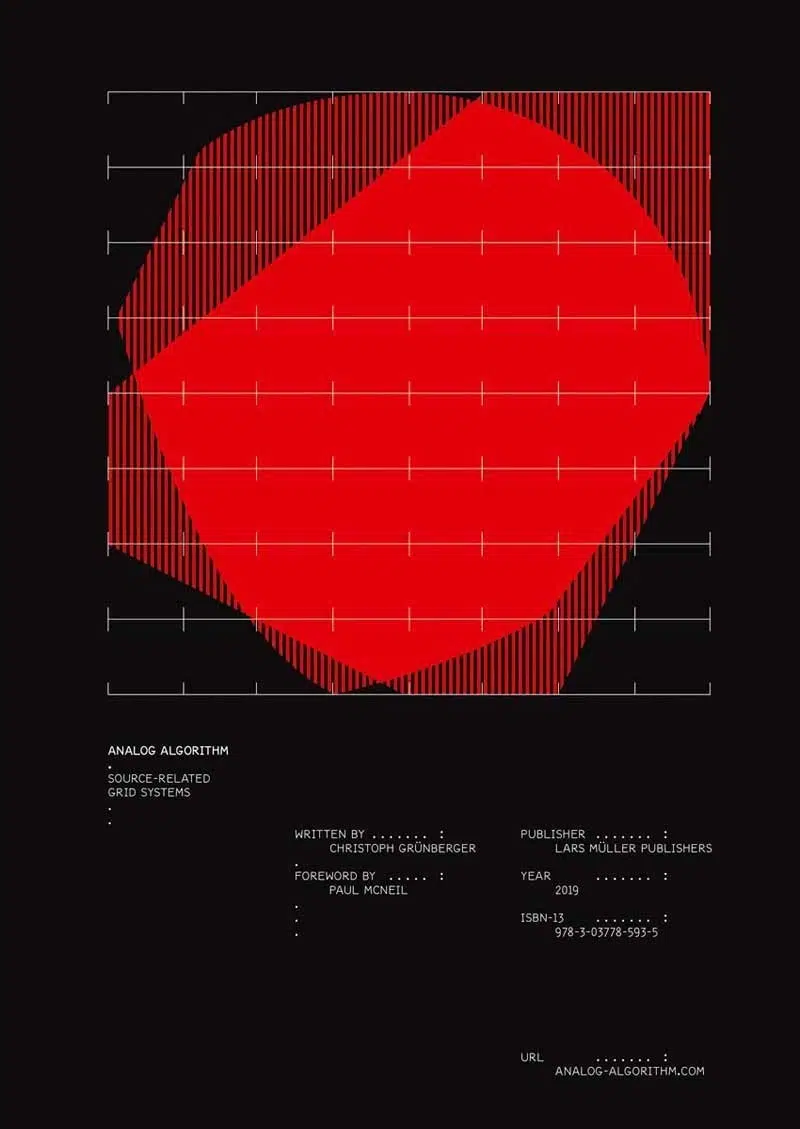 ANALOG ALGORITHM
.
SOURCE-RELATED
GRID SYSTEMS
.
.
WRITTEN BY ....... :
CHRISTOPH GRÜNBERGER
.
FOREWORD BY ..... :
PAUL MCNEIL
.
.
.
PUBLISHER ....... :
LARS MÜLLER PUBLISHERS
YEAR ....... :
2019
ISBN-13 ....... :
978-3-03778-593-5
URL ....... :
ANALOG-ALGORITHM.COM